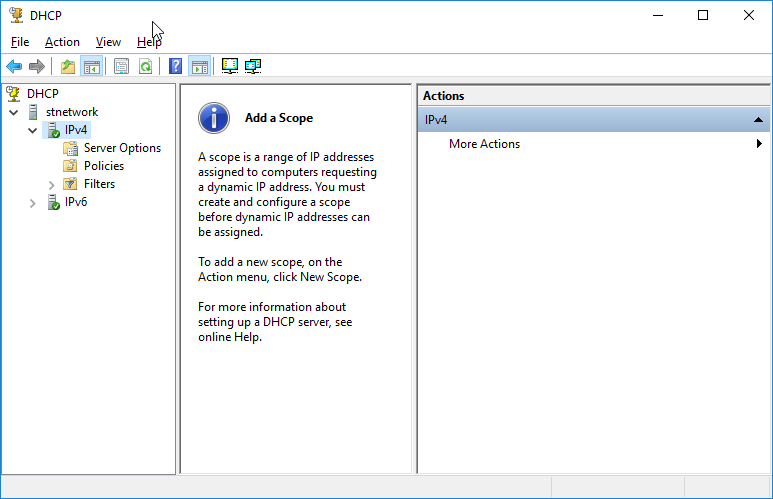 DHCP
File Action View Help
DHCP
stnetwork
IPv4
Server Options
Policies
Filters
IPv6
Add a Scope
A scope is a range of IP addresses
assigned to computers requesting
a dynamic IP address. You must
create and configure a scope
before dynamic IP addresses can
be assigned.
To add a new scope, on the
Action menu, click New Scope.
For more information about
setting up a DHCP server, see
online Help.
Actions
IPv4
More Actions